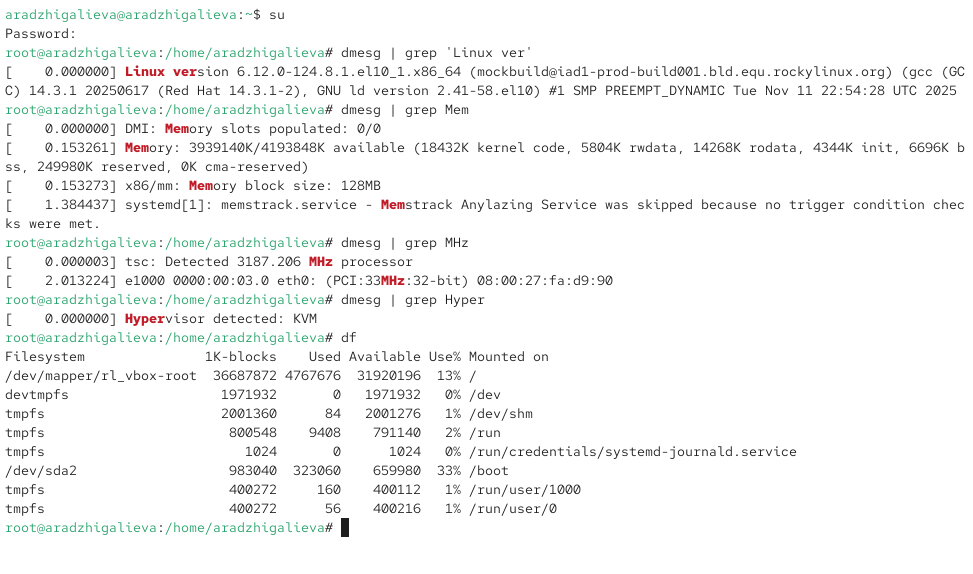 aradzhigalieva@aradzhigalieva:~$ su
Password:
root@aradzhigalieva:/home/aradzhigalieva# dmesg | grep 'Linux ver'
[    0.000000] Linux version 6.12.0-124.8.1.el10_1.x86_64 (mockbuild@iad1-prod-build001.bld.equ.rockylinux.org) (gcc (GC
C) 14.3.1 20250617 (Red Hat 14.3.1-2), GNU ld version 2.41-58.el10) #1 SMP PREEMPT_DYNAMIC Tue Nov 11 22:54:28 UTC 2025
root@aradzhigalieva:/home/aradzhigalieva# dmesg | grep Mem
[    0.000000] DMI: Memory slots populated: 0/0
[    0.153261] Memory: 3939140K/4193848K available (18432K kernel code, 5804K rwdata, 14268K rodata, 4344K init, 6696K b
ss, 249980K reserved, 0K cma-reserved)
[    0.153273] x86/mm: Memory block size: 128MB
[    1.384437] systemd[1]: memstrack.service - Memstrack Anylazing Service was skipped because no trigger condition chec
ks were met.
root@aradzhigalieva:/home/aradzhigalieva# dmesg | grep MHz
[    0.000003] tsc: Detected 3187.206 MHz processor
[    2.013224] e1000 0000:00:03.0 eth0: (PCI:33MHz:32-bit) 08:00:27:fa:d9:90
root@aradzhigalieva:/home/aradzhigalieva# dmesg | grep Hyper
[    0.000000] Hypervisor detected: KVM
root@aradzhigalieva:/home/aradzhigalieva# df
Filesystem               1K-blocks    Used Available Use% Mounted on
/dev/mapper/rl_vbox-root  36687872 4767676  31920196  13% /
devtmpfs                   1971932       0   1971932   0% /dev
tmpfs                      2001360      84   2001276   1% /dev/shm
tmpfs                       800548    9408    791140   2% /run
tmpfs                         1024       0      1024   0% /run/credentials/systemd-journald.service
/dev/sda2                   983040  323060    659980  33% /boot
tmpfs                       400272     160    400112   1% /run/user/1000
tmpfs                       400272      56    400216   1% /run/user/0
root@aradzhigalieva:/home/aradzhigalieva#